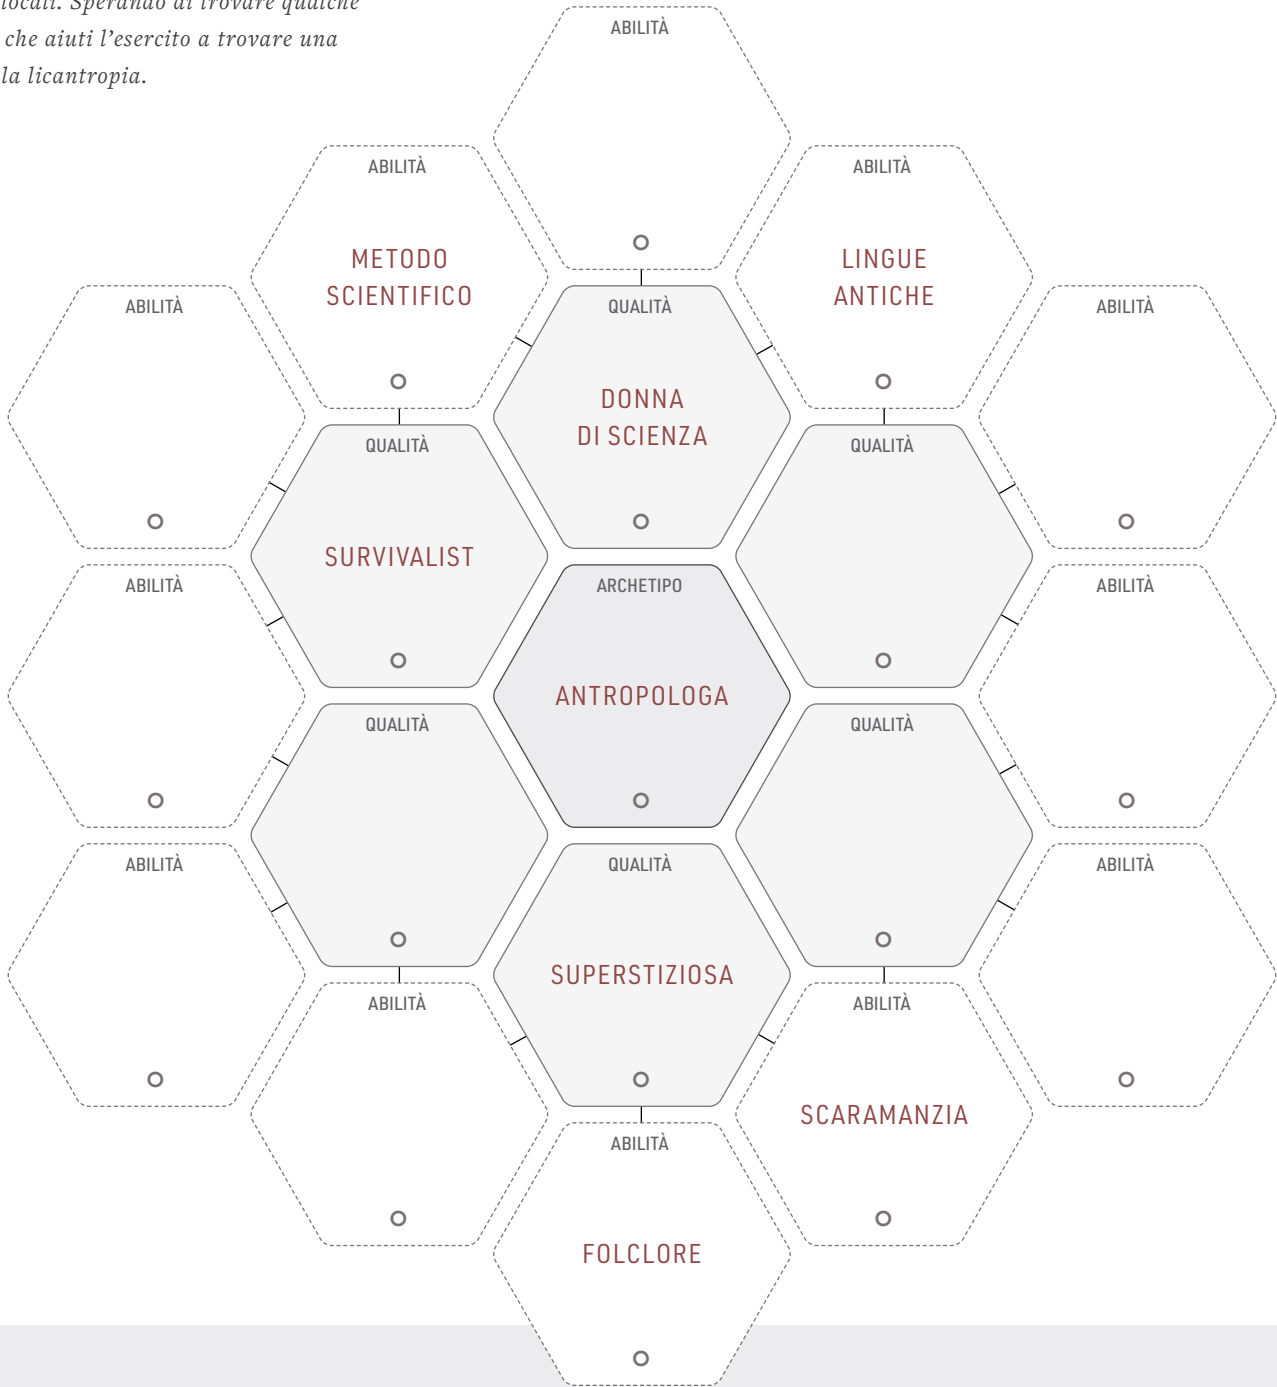 locali. Sperando di trovare qualche
che aiuti l’esercito a trovare una
la licantropia.
ABILITÀ
ABILITÀ
METODO
SCIENTIFICO
ABILITÀ
LINGUE
ANTICHE
ABILITÀ
QUALITÀ
DONNA
DI SCIENZA
ABILITÀ
QUALITÀ
SURVIVALIST
QUALITÀ
ABILITÀ
ARCHETIPO
ANTROPOLOGA
ABILITÀ
QUALITÀ
QUALITÀ
ABILITÀ
QUALITÀ
SUPERSTIZIOSA
ABILITÀ
ABILITÀ
ABILITÀ
SCARAMANZIA
ABILITÀ
FOLCLORE